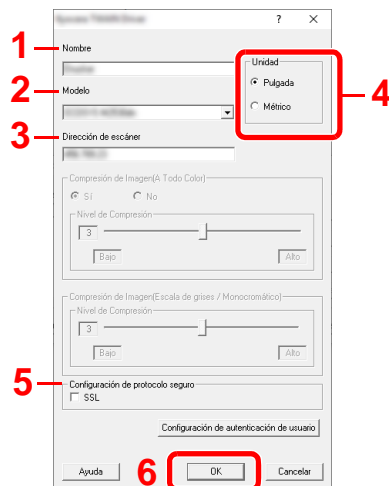 ? ×
1 Nombre
Unidad
Pulgada
Métrico
4
2 Modelo
3 Dirección de escáner
Compresión de Imagen(A Todo Color)
Sí No
Nivel de Compresión
3
Bajo Alto
Compresión de Imagen(Escala de grises / Monocromático)
Nivel de Compresión
3
Bajo Alto
5 Configuración de protocolo seguro
SSL
Configuración de autenticación de usuario
Ayuda 6 OK Cancelar